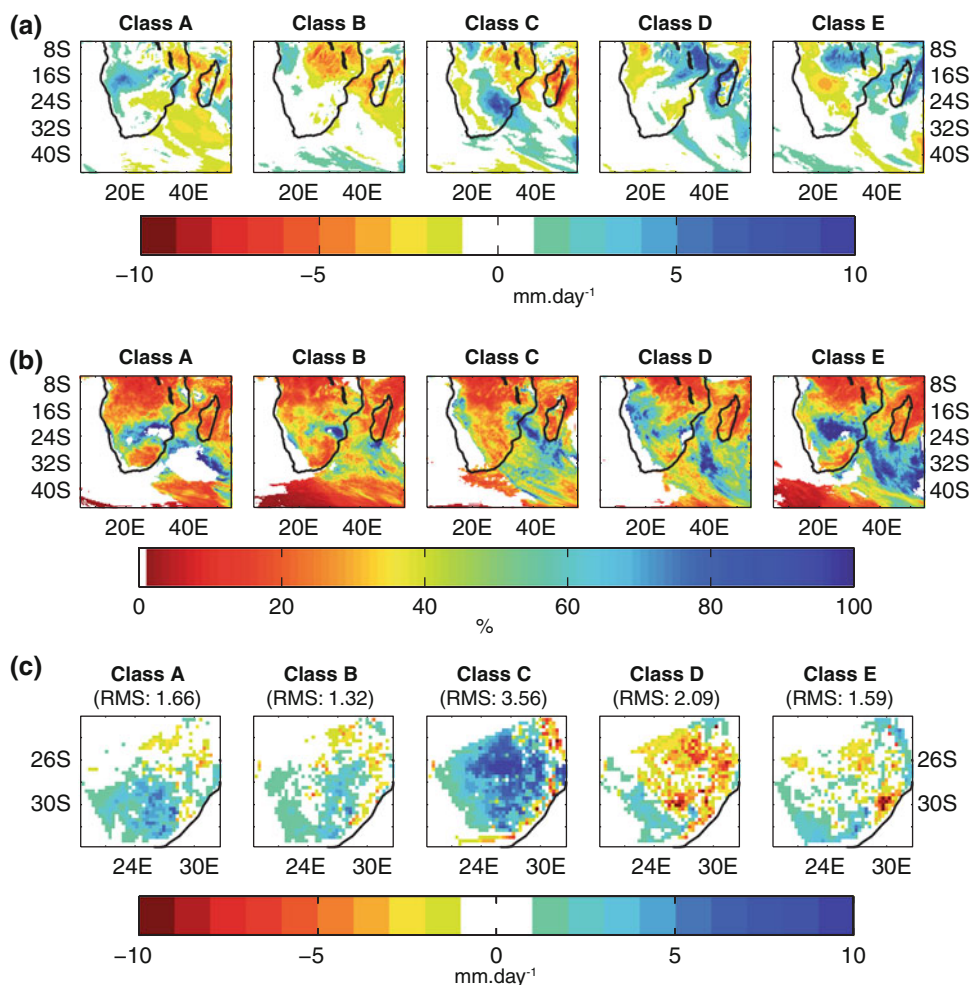 (a)
Class A Class B Class C Class D Class E
8S 8S
16S 16S
24S 24S
32S 32S
40S 40S
20E 40E 20E 40E 20E 40E 20E 40E 20E 40E
−10 −5 0 5 10
mm.day⁻¹
(b)
Class A Class B Class C Class D Class E
8S 8S
16S 16S
24S 24S
32S 32S
40S 40S
20E 40E 20E 40E 20E 40E 20E 40E 20E 40E
0 20 40 60 80 100
%
(c)
Class A Class B Class C Class D Class E
(RMS: 1.66) (RMS: 1.32) (RMS: 3.56) (RMS: 2.09) (RMS: 1.59)
26S 26S
30S 30S
24E 30E 24E 30E 24E 30E 24E 30E 24E 30E
−10 −5 0 5 10
mm.day⁻¹